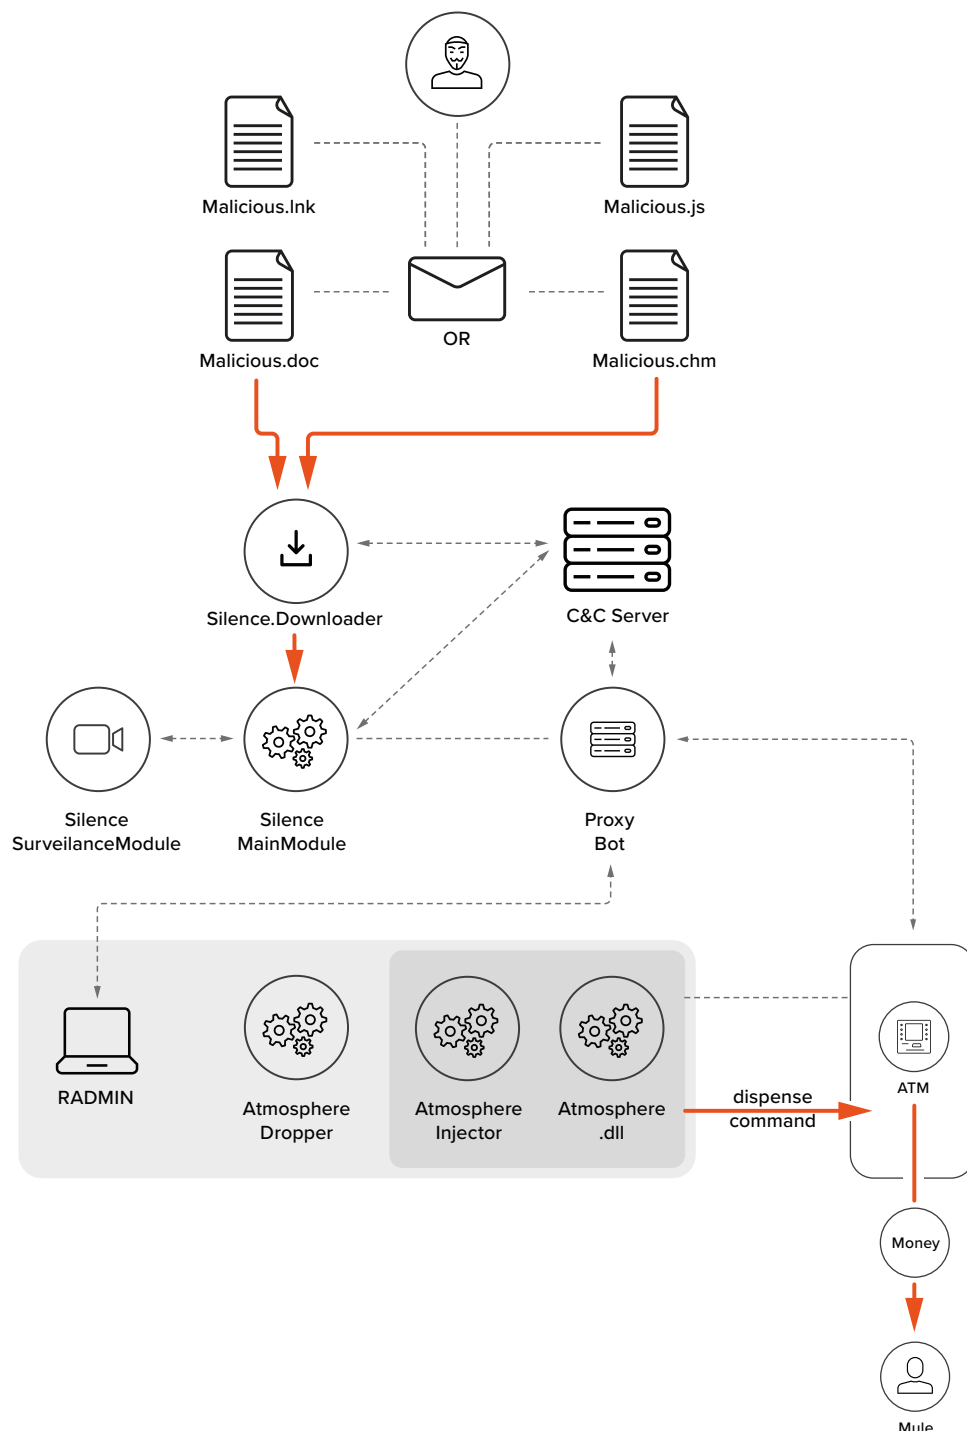 Malicious.lnk
Malicious.js
OR
Malicious.doc
Malicious.chm
Silence.Downloader
C&C Server
Silence
SurveilanceModule
Silence
MainModule
Proxy
Bot
RADMIN
Atmosphere
Dropper
Atmosphere
Injector
Atmosphere
.dll
dispense
command
ATM
Money
Mule